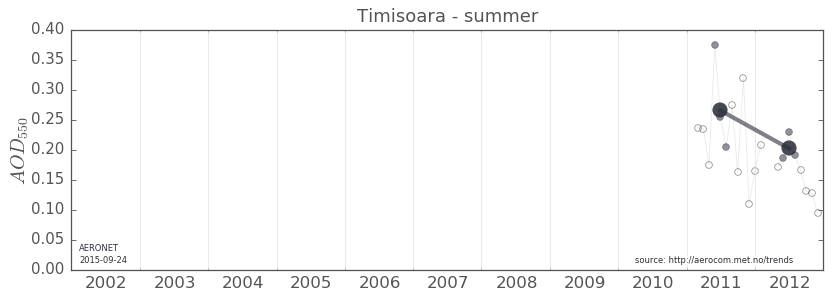 Timisoara - summer
0.40
0.35
0.30
0.25
0.20
0.15
0.10
0.05
0.00
AOD550
AERONET
2015-09-24
source: http://aerocom.met.no/trends
2002 2003 2004 2005 2006 2007 2008 2009 2010 2011 2012